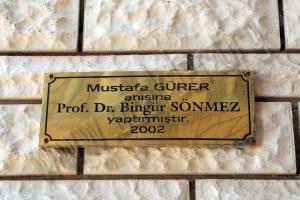 Mustafa GÜRER
anısına
Prof. Dr. Bingür SÖNMEZ
yaptırmıştır.
2002